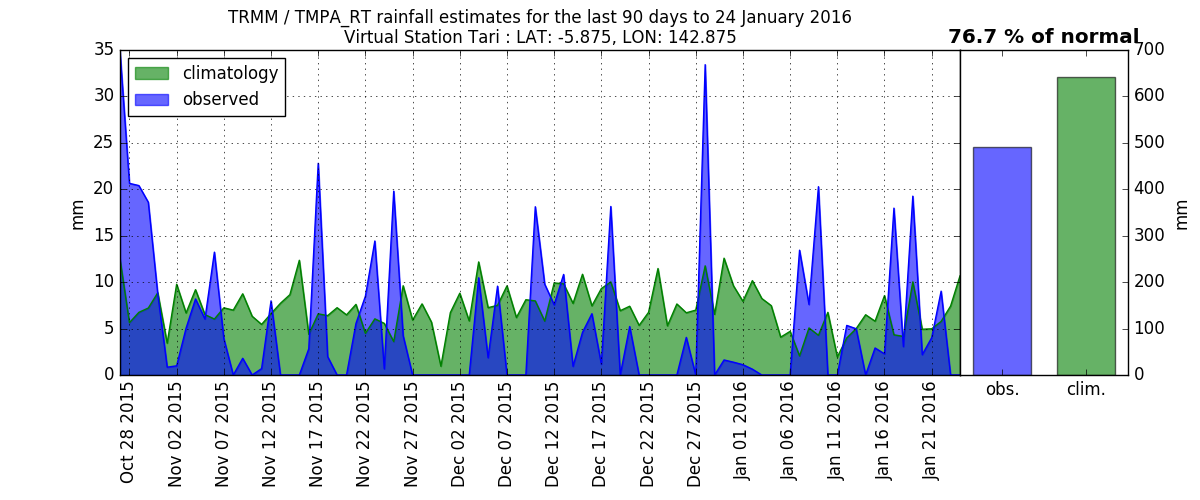 TRMM / TMPA_RT rainfall estimates for the last 90 days to 24 January 2016
Virtual Station Tari : LAT: -5.875, LON: 142.875
76.7 % of normal
climatology
observed
mm
35
30
25
20
15
10
5
0
Oct 28 2015
Nov 02 2015
Nov 07 2015
Nov 12 2015
Nov 17 2015
Nov 22 2015
Nov 27 2015
Dec 02 2015
Dec 07 2015
Dec 12 2015
Dec 17 2015
Dec 22 2015
Dec 27 2015
Jan 01 2016
Jan 06 2016
Jan 11 2016
Jan 16 2016
Jan 21 2016
obs.
clim.
700
600
500
400
300
200
100
0
mm